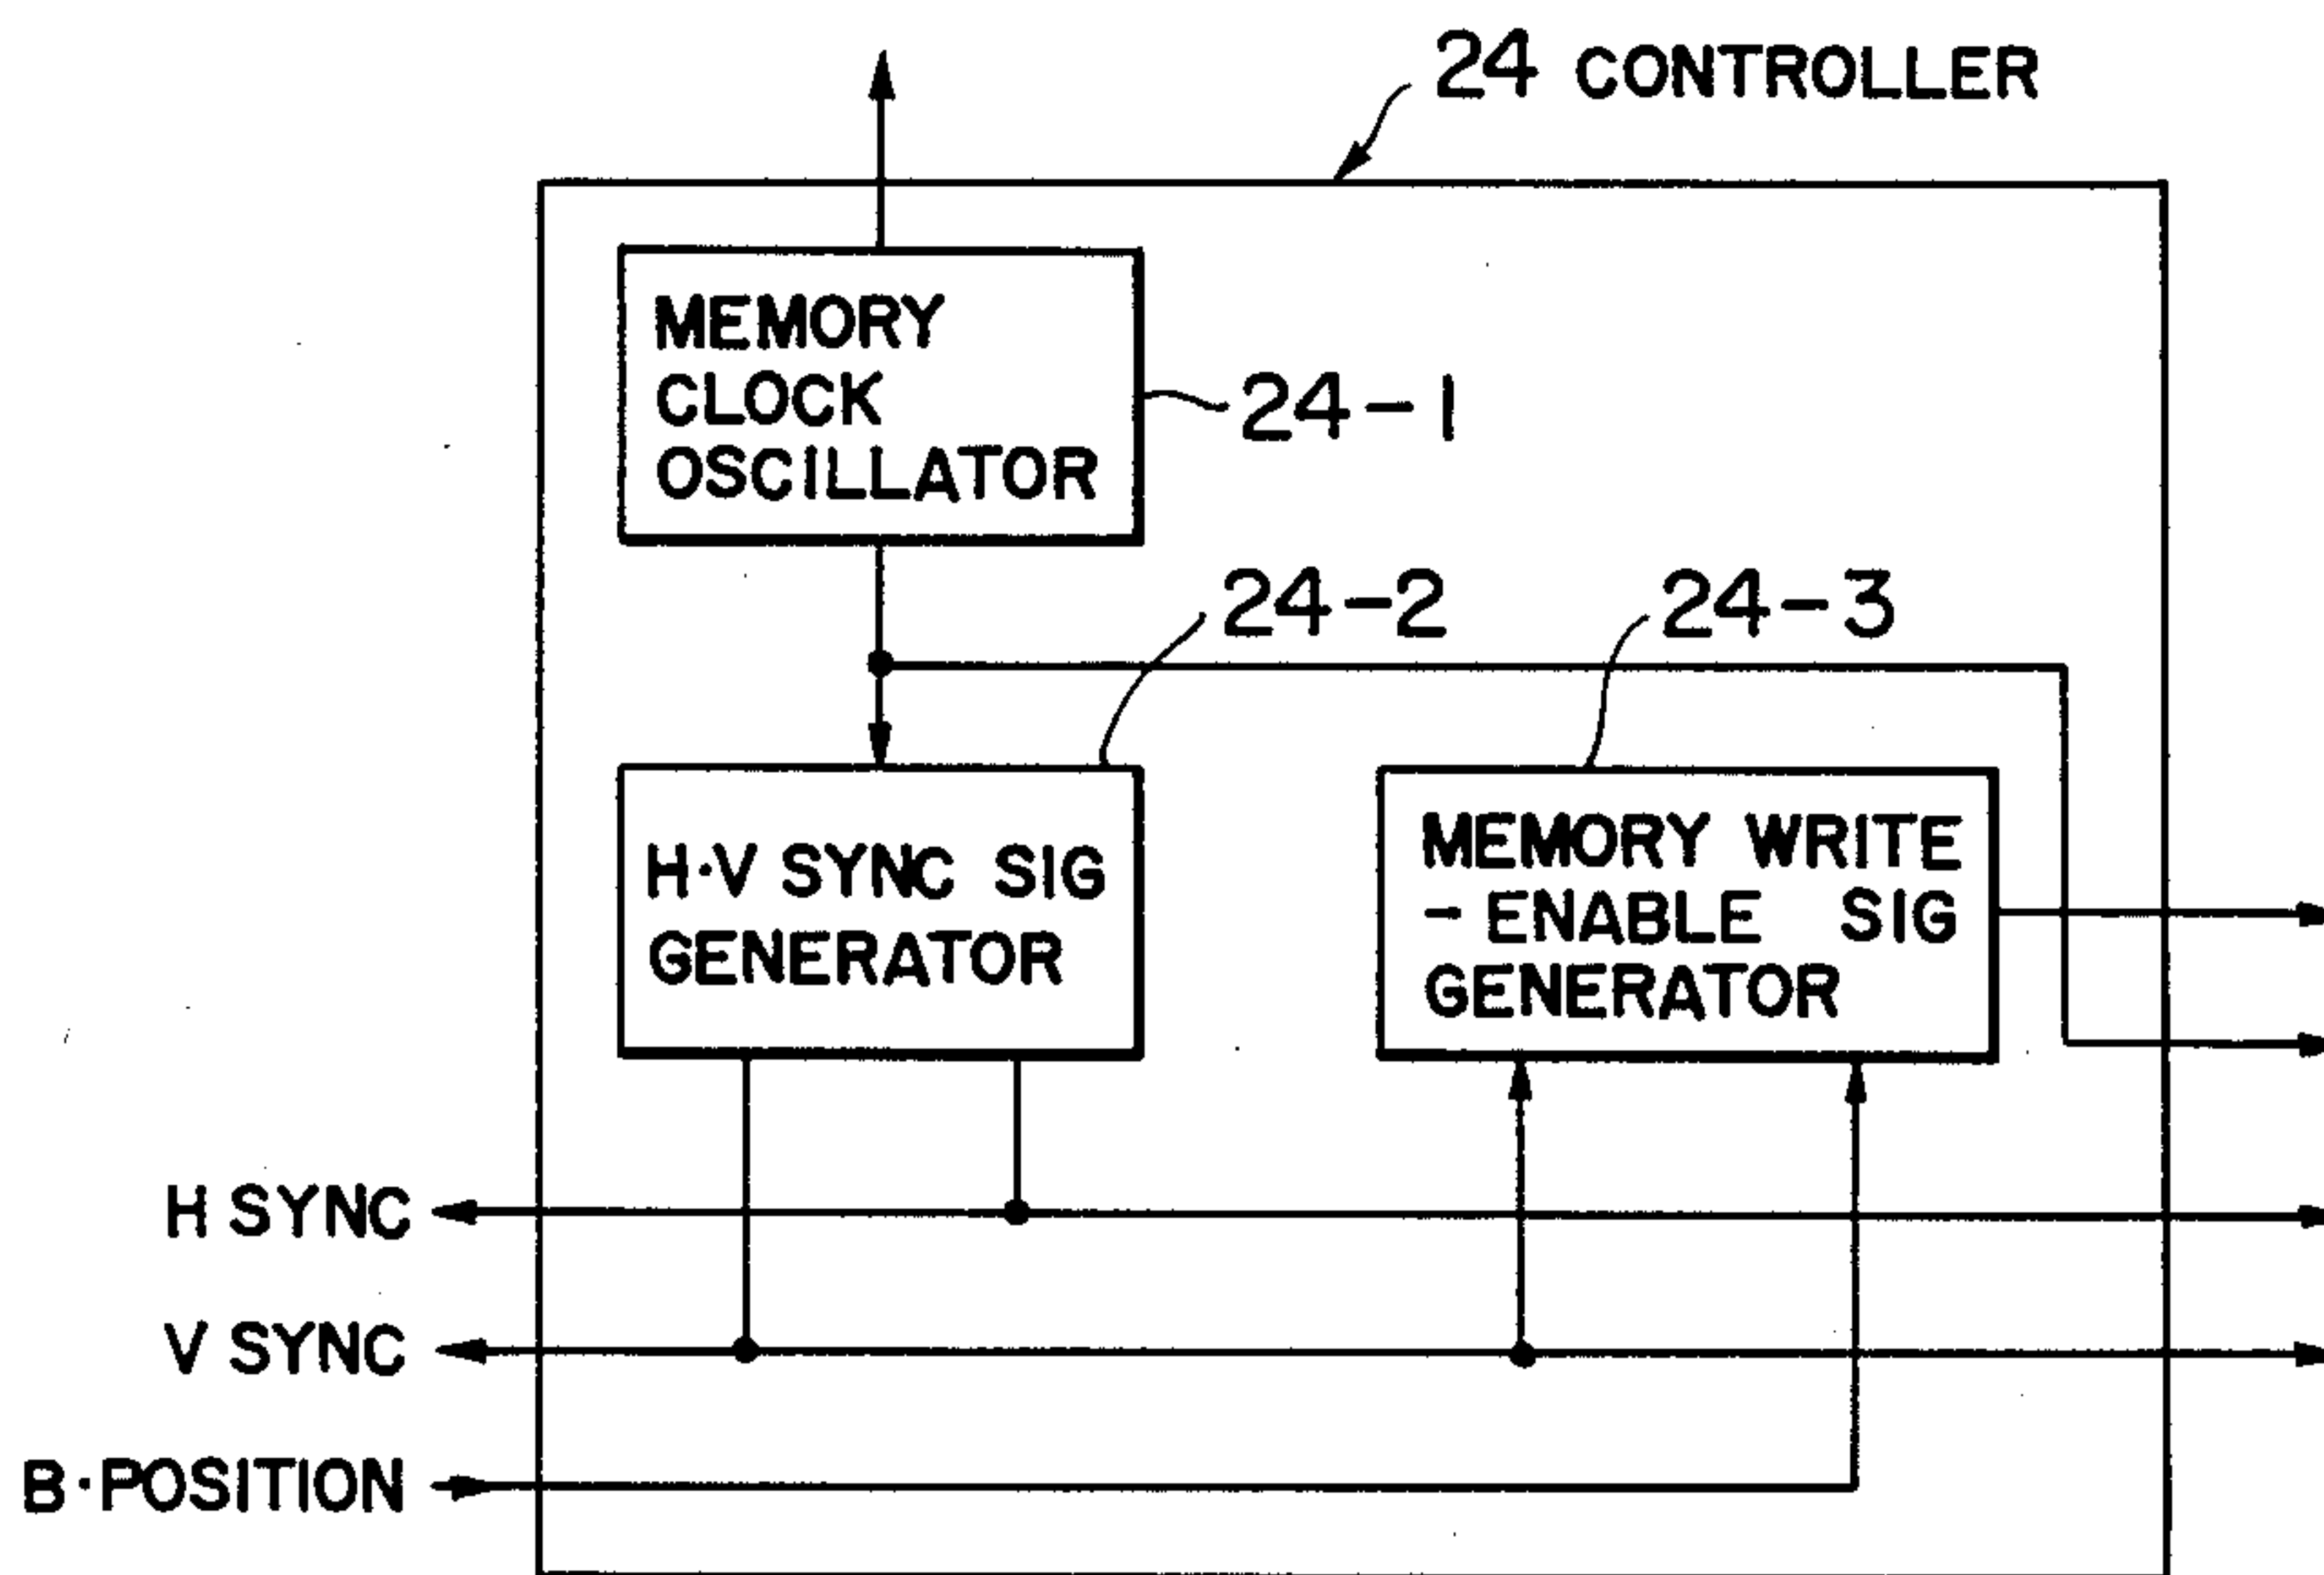 24 CONTROLLER
MEMORY
CLOCK
OSCILLATOR
24-1
24-2
24-3
H·V SYNC SIG
GENERATOR
MEMORY WRITE
-ENABLE SIG
GENERATOR
H SYNC
V SYNC
B·POSITION